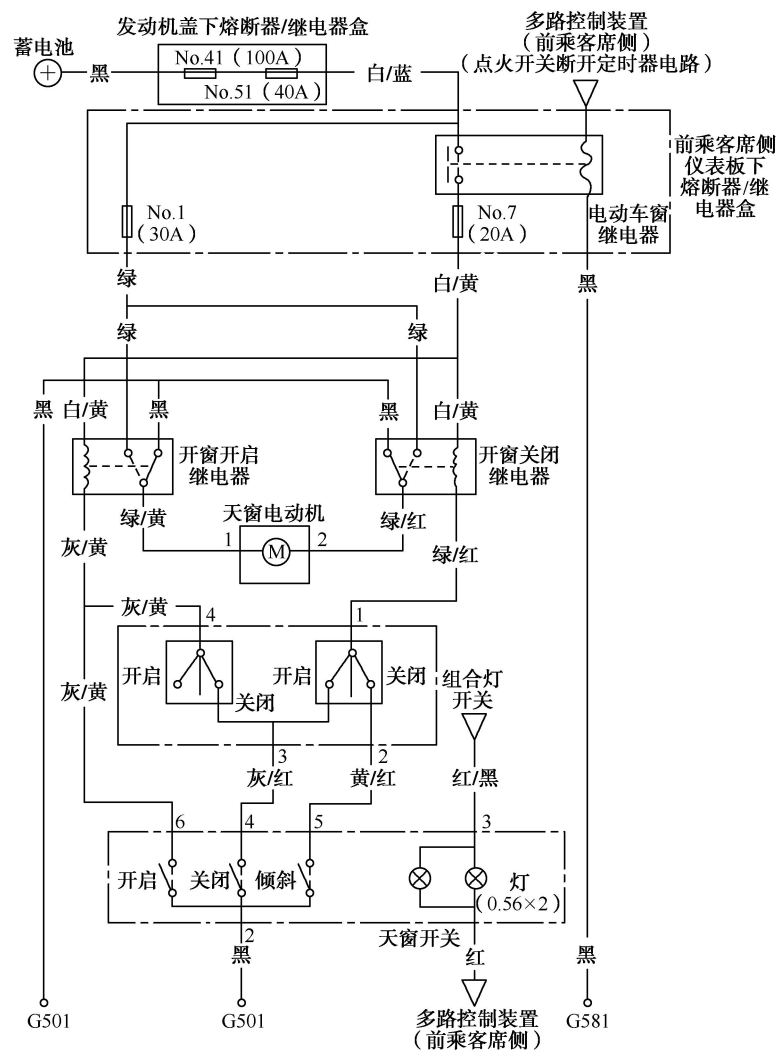 发动机盖下熔断器/继电器盒
多路控制装置
（前乘客席侧）
（点火开关断开定时器电路）
蓄电池
黑
No.41（100A）
No.51（40A）
白/蓝
前乘客席侧
仪表板下
熔断器/继
电器盒
No.1
（30A）
No.7
（20A）
电动车窗
继电器
绿
白/黄
黑
绿
绿
黑
白/黄
黑
黑
白/黄
开窗开启
继电器
开窗关闭
继电器
绿/黄
天窗电动机
绿/红
1
M
2
灰/黄
绿/红
灰/黄
4
1
开启
关闭
开启
关闭
组合灯
开关
灰/黄
3
2
灰/红
黄/红
红/黑
6
4
5
3
开启
关闭
倾斜
灯
（0.56×2）
2
天窗开关
黑
红
黑
G501
G501
多路控制装置
（前乘客席侧）
G581